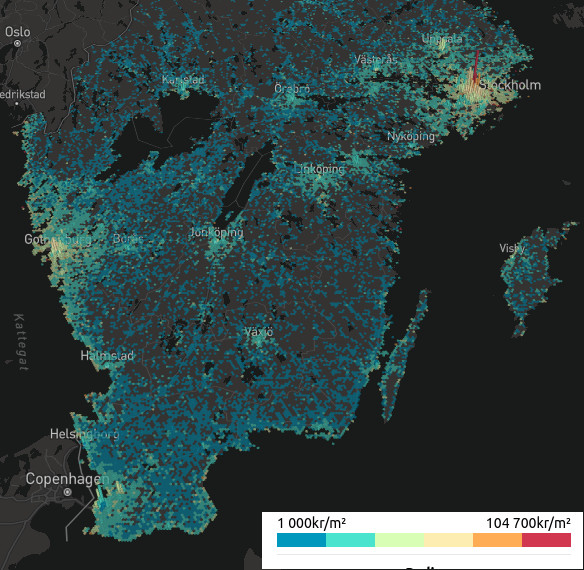 Oslo
Uppsala
Karlstad
Västerås
Örebro
Stockholm
edrikstad
Nyköping
Linköping
Jönköping
Gothenburg
Borås
Visby
Kattegat
Växjö
Halmstad
Helsingborg
Copenhagen
1 000kr/m² 104 700kr/m²